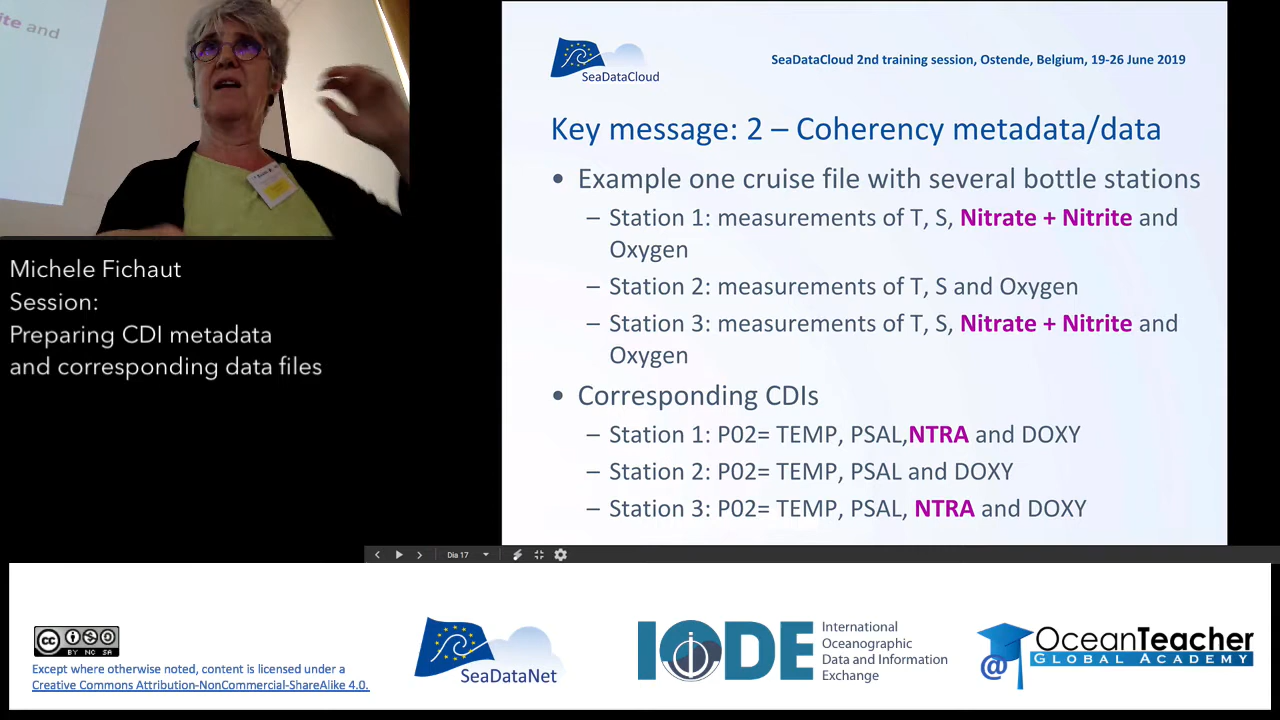 ite and
Michele Fichaut
Session:
Preparing CDI metadata
and corresponding data files
SeaDataCloud
SeaDataCloud 2nd training session, Ostende, Belgium, 19-26 June 2019
Key message: 2 – Coherency metadata/data
• Example one cruise file with several bottle stations
– Station 1: measurements of T, S, Nitrate + Nitrite and
Oxygen
– Station 2: measurements of T, S and Oxygen
– Station 3: measurements of T, S, Nitrate + Nitrite and
Oxygen
• Corresponding CDIs
– Station 1: P02= TEMP, PSAL,NTRA and DOXY
– Station 2: P02= TEMP, PSAL and DOXY
– Station 3: P02= TEMP, PSAL, NTRA and DOXY
Dia 17
cc
BY NC SA
Except where otherwise noted, content is licensed under a
Creative Commons Attribution-NonCommercial-ShareAlike 4.0.
SeaDataNet
IODE
International
Oceanographic
Data and Information
Exchange
@
OceanTeacher
GLOBAL ACADEMY